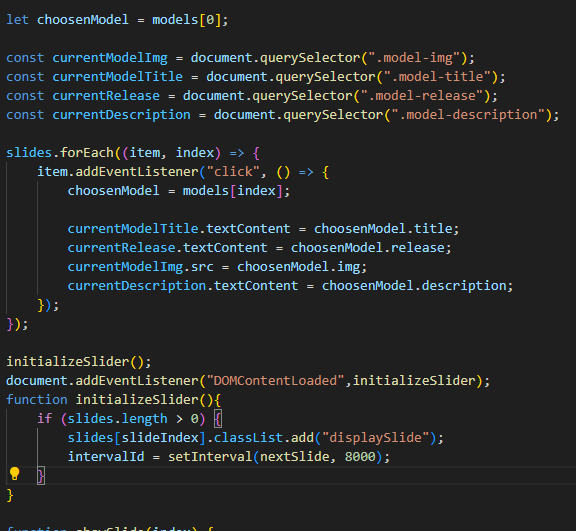 let choosenModel = models[0];
const currentModelImg = document.querySelector(".model-img");
const currentModelTitle = document.querySelector(".model-title");
const currentRelease = document.querySelector(".model-release");
const currentDescription = document.querySelector(".model-description");
slides.forEach((item, index) => {
item.addEventListener("click", () => {
choosenModel = models[index];
currentModelTitle.textContent = choosenModel.title;
currentRelease.textContent = choosenModel.release;
currentModelImg.src = choosenModel.img;
currentDescription.textContent = choosenModel.description;
});
});
initializeSlider();
document.addEventListener("DOMContentLoaded",initializeSlider);
function initializeSlider(){
if (slides.length > 0) {
slides[slideIndex].classList.add("displaySlide");
intervalId = setInterval(nextSlide, 8000);
}
}